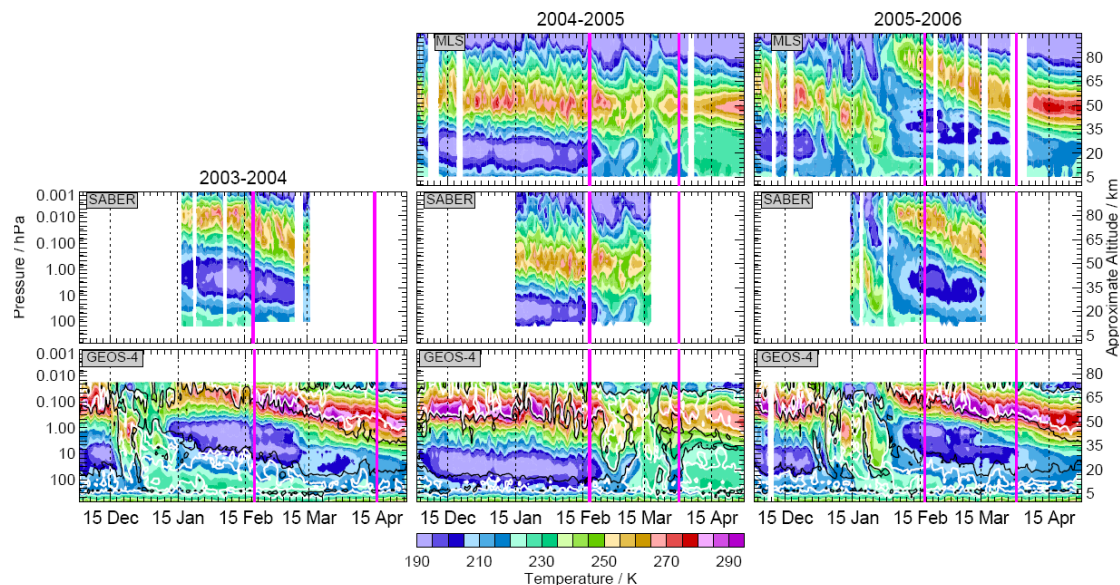 2004-2005
2005-2006
MLS
MLS
80
65
50
35
20
5
2003-2004
SABER
SABER
SABER
0.001
0.010
0.100
1.00
10
100
80
65
50
35
20
5
Pressure / hPa
Approximate Altitude / km
GEOS-4
GEOS-4
GEOS-4
0.001
0.010
0.100
1.00
10
100
80
65
50
35
20
5
15 Dec 15 Jan 15 Feb 15 Mar 15 Apr
15 Dec 15 Jan 15 Feb 15 Mar 15 Apr
15 Dec 15 Jan 15 Feb 15 Mar 15 Apr
190 210 230 250 270 290
Temperature / K